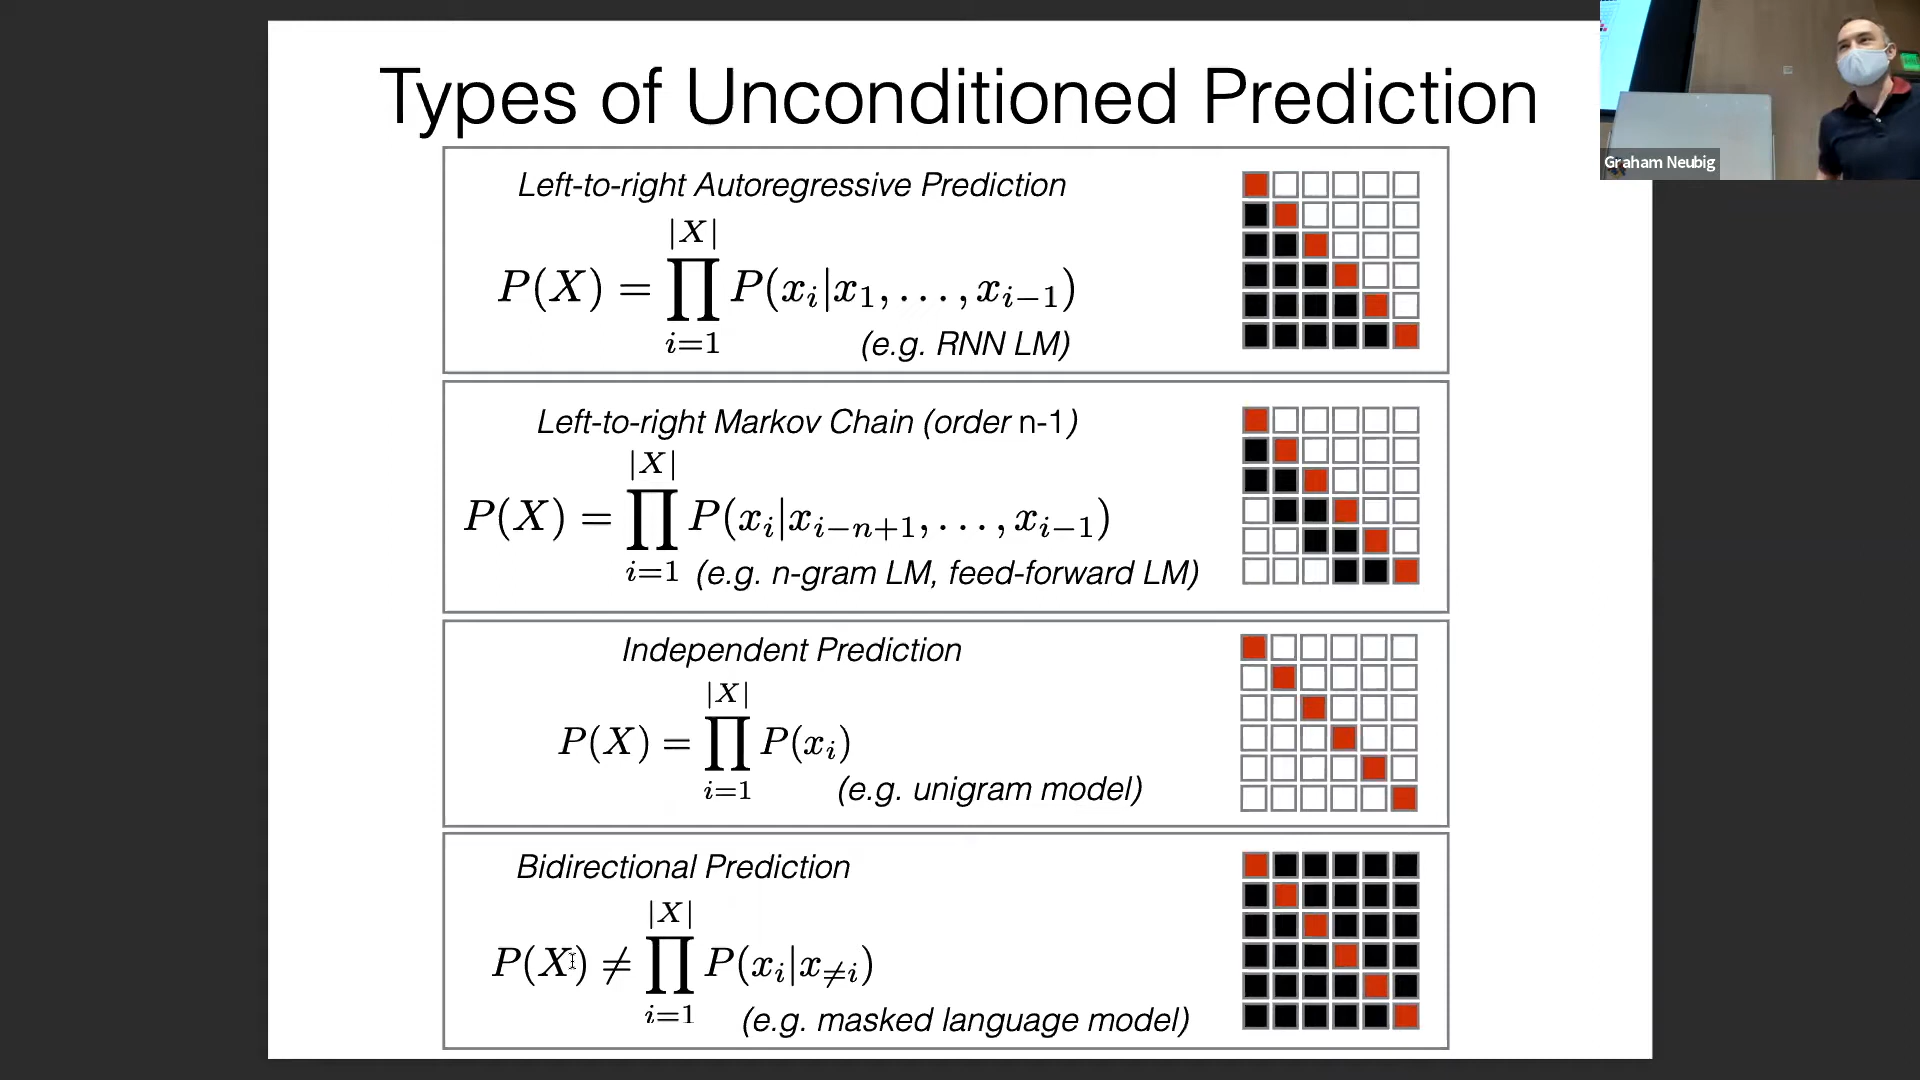 Types of Unconditioned Prediction
Graham Neubig
Left-to-right Autoregressive Prediction
|X|
P(X) = ∏ P(x_i|x_1, . . . , x_{i−1})
i=1
(e.g. RNN LM)
Left-to-right Markov Chain (order n-1)
|X|
P(X) = ∏ P(x_i|x_{i−n+1}, . . . , x_{i−1})
i=1 (e.g. n-gram LM, feed-forward LM)
Independent Prediction
|X|
P(X) = ∏ P(x_i)
i=1
(e.g. unigram model)
Bidirectional Prediction
|X|
P(X) ≠ ∏ P(x_i|x_{≠i})
i=1
(e.g. masked language model)